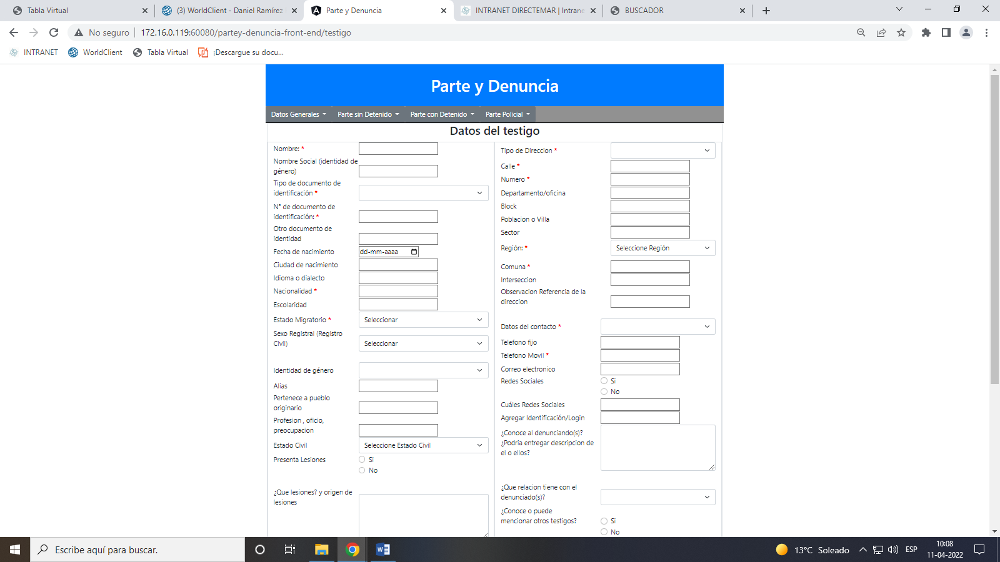 Tabla Virtual
(3) WorldClient - Daniel Ramírez
Parte y Denuncia
INTRANET DIRECTEMAR | Intrane
BUSCADOR
No seguro
172.16.0.119:60080/partey-denuncia-front-end/testigo
INTRANET
WorldClient
Tabla Virtual
¡Descargue su docu...
Parte y Denuncia
Datos Generales
Parte sin Detenido
Parte con Detenido
Parte Policial
Datos del testigo
Nombre: *
Nombre Social (identidad de
género)
Tipo de documento de
identificación *
N° de documento de
identificación: *
Otro documento de
identidad
Fecha de nacimiento
dd-mm-aaaa
Ciudad de nacimiento
Idioma o dialecto
Nacionalidad *
Escolaridad
Estado Migratorio *
Seleccionar
Sexo Registral (Registro
Civil)
Seleccionar
Identidad de género
Alias
Pertenece a pueblo
originario
Profesion , oficio,
preocupacion
Estado Civil
Seleccione Estado Civil
Presenta Lesiones
Si
No
¿Que lesiones? y origen de
lesiones
Tipo de Direccion *
Calle *
Numero *
Departamento/oficina
Block
Poblacion o Villa
Sector
Región: *
Seleccione Región
Comuna *
Interseccion
Observacion Referencia de la
direccion
Datos del contacto *
Telefono fijo
Telefono Movil *
Correo electronico
Redes Sociales
Si
No
Cuáles Redes Sociales
Agregar Identificación/Login
¿Conoce al denunciando(s)?
¿Podria entregar descripcion de
el o ellos?
¿Que relacion tiene con el
denunciado(s)?
¿Conoce o puede
mencionar otros testigos?
Si
No
Escribe aquí para buscar.
13°C Soleado
ESP
10:08
11-04-2022